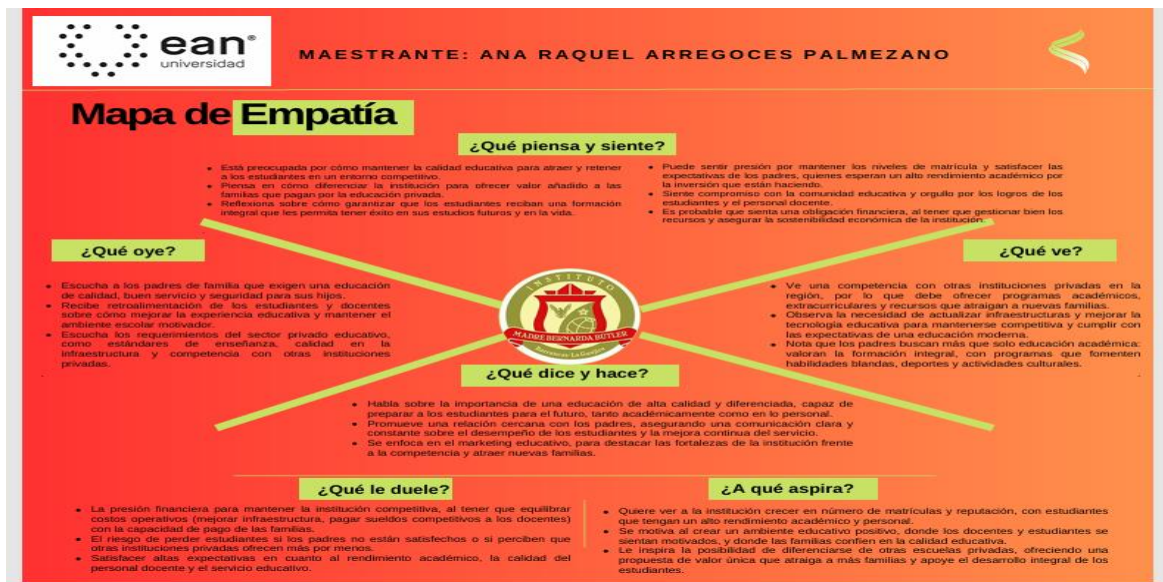 ean®
universidad
MAESTRANTE: ANA RAQUEL ARREGOCES PALMEZANO
Mapa de Empatía
¿Qué piensa y siente?
• Está preocupada por cómo mantener la calidad educativa para atraer y retener
a los estudiantes en un entorno competitivo.
• Piensa en cómo diferenciar la institución para ofrecer valor añadido a las
familias que pagan por la educación privada.
• Reflexiona sobre cómo garantizar que los estudiantes reciban una formación
integral que les permita tener éxito en sus estudios futuros y en la vida.
• Puede sentir presión por mantener los niveles de matrícula y satisfacer las
expectativas de los padres, quienes esperan un alto rendimiento académico por
la inversión que están haciendo.
• Siente compromiso con la comunidad educativa y orgullo por los logros de los
estudiantes y el personal docente.
• Es probable que sienta una obligación financiera, al tener que gestionar bien los
recursos y asegurar la sostenibilidad económica de la institución.
¿Qué oye?
• Escucha a los padres de familia que exigen una educación
de calidad, buen servicio y seguridad para sus hijos.
• Recibe retroalimentación de los estudiantes y docentes
sobre cómo mejorar la experiencia educativa y mantener el
ambiente escolar motivador.
• Escucha los requerimientos del sector privado educativo,
como estándares de enseñanza, calidad en la
infraestructura y competencia con otras instituciones
privadas.
¿Qué ve?
• Ve una competencia con otras instituciones privadas en la
región, por lo que debe ofrecer programas académicos,
extracurriculares y recursos que atraigan a nuevas familias.
• Observa la necesidad de actualizar infraestructuras y mejorar la
tecnología educativa para mantenerse competitiva y cumplir con
las expectativas de una educación moderna.
• Nota que los padres buscan más que solo educación académica:
valoran la formación integral, con programas que fomenten
habilidades blandas, deportes y actividades culturales.
INSTITUTO
MADRE BERNARDA BUTLER
¿Qué dice y hace?
• Habla sobre la importancia de una educación de alta calidad y diferenciada, capaz de
preparar a los estudiantes para el futuro, tanto académicamente como en lo personal.
• Promueve una relación cercana con los padres, asegurando una comunicación clara y
constante sobre el desempeño de los estudiantes y la mejora continua del servicio.
• Se enfoca en el marketing educativo, para destacar las fortalezas de la institución frente
a la competencia y atraer nuevas familias.
¿Qué le duele?
• La presión financiera para mantener la institución competitiva, al tener que equilibrar
costos operativos (mejorar infraestructura, pagar sueldos competitivos a los docentes)
con la capacidad de pago de las familias.
• El riesgo de perder estudiantes si los padres no están satisfechos o si perciben que
otras instituciones privadas ofrecen más por menos.
• Satisfacer altas expectativas en cuanto al rendimiento académico, la calidad del
personal docente y el servicio educativo.
¿A qué aspira?
• Quiere ver a la institución crecer en número de matrículas y reputación, con estudiantes
que tengan un alto rendimiento académico y personal.
• Se motiva al crear un ambiente educativo positivo, donde los docentes y estudiantes se
sientan motivados, y donde las familias confíen en la calidad educativa.
• Le inspira la posibilidad de diferenciarse de otras escuelas privadas, ofreciendo una
propuesta de valor única que atraiga a más familias y apoye el desarrollo integral de los
estudiantes.